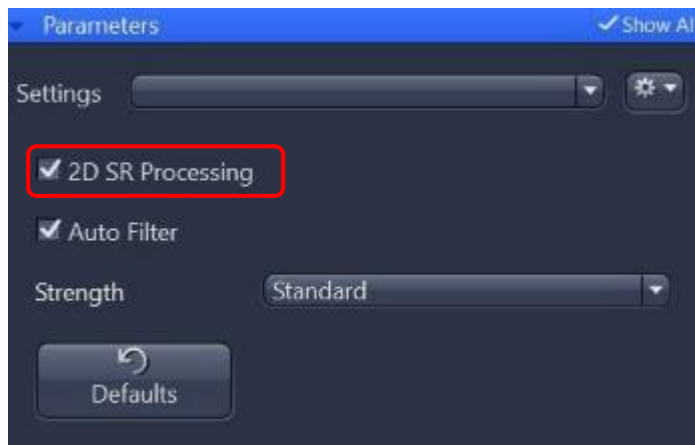 Parameters
Show Al
Settings
2D SR Processing
Auto Filter
Strength
Standard
Defaults